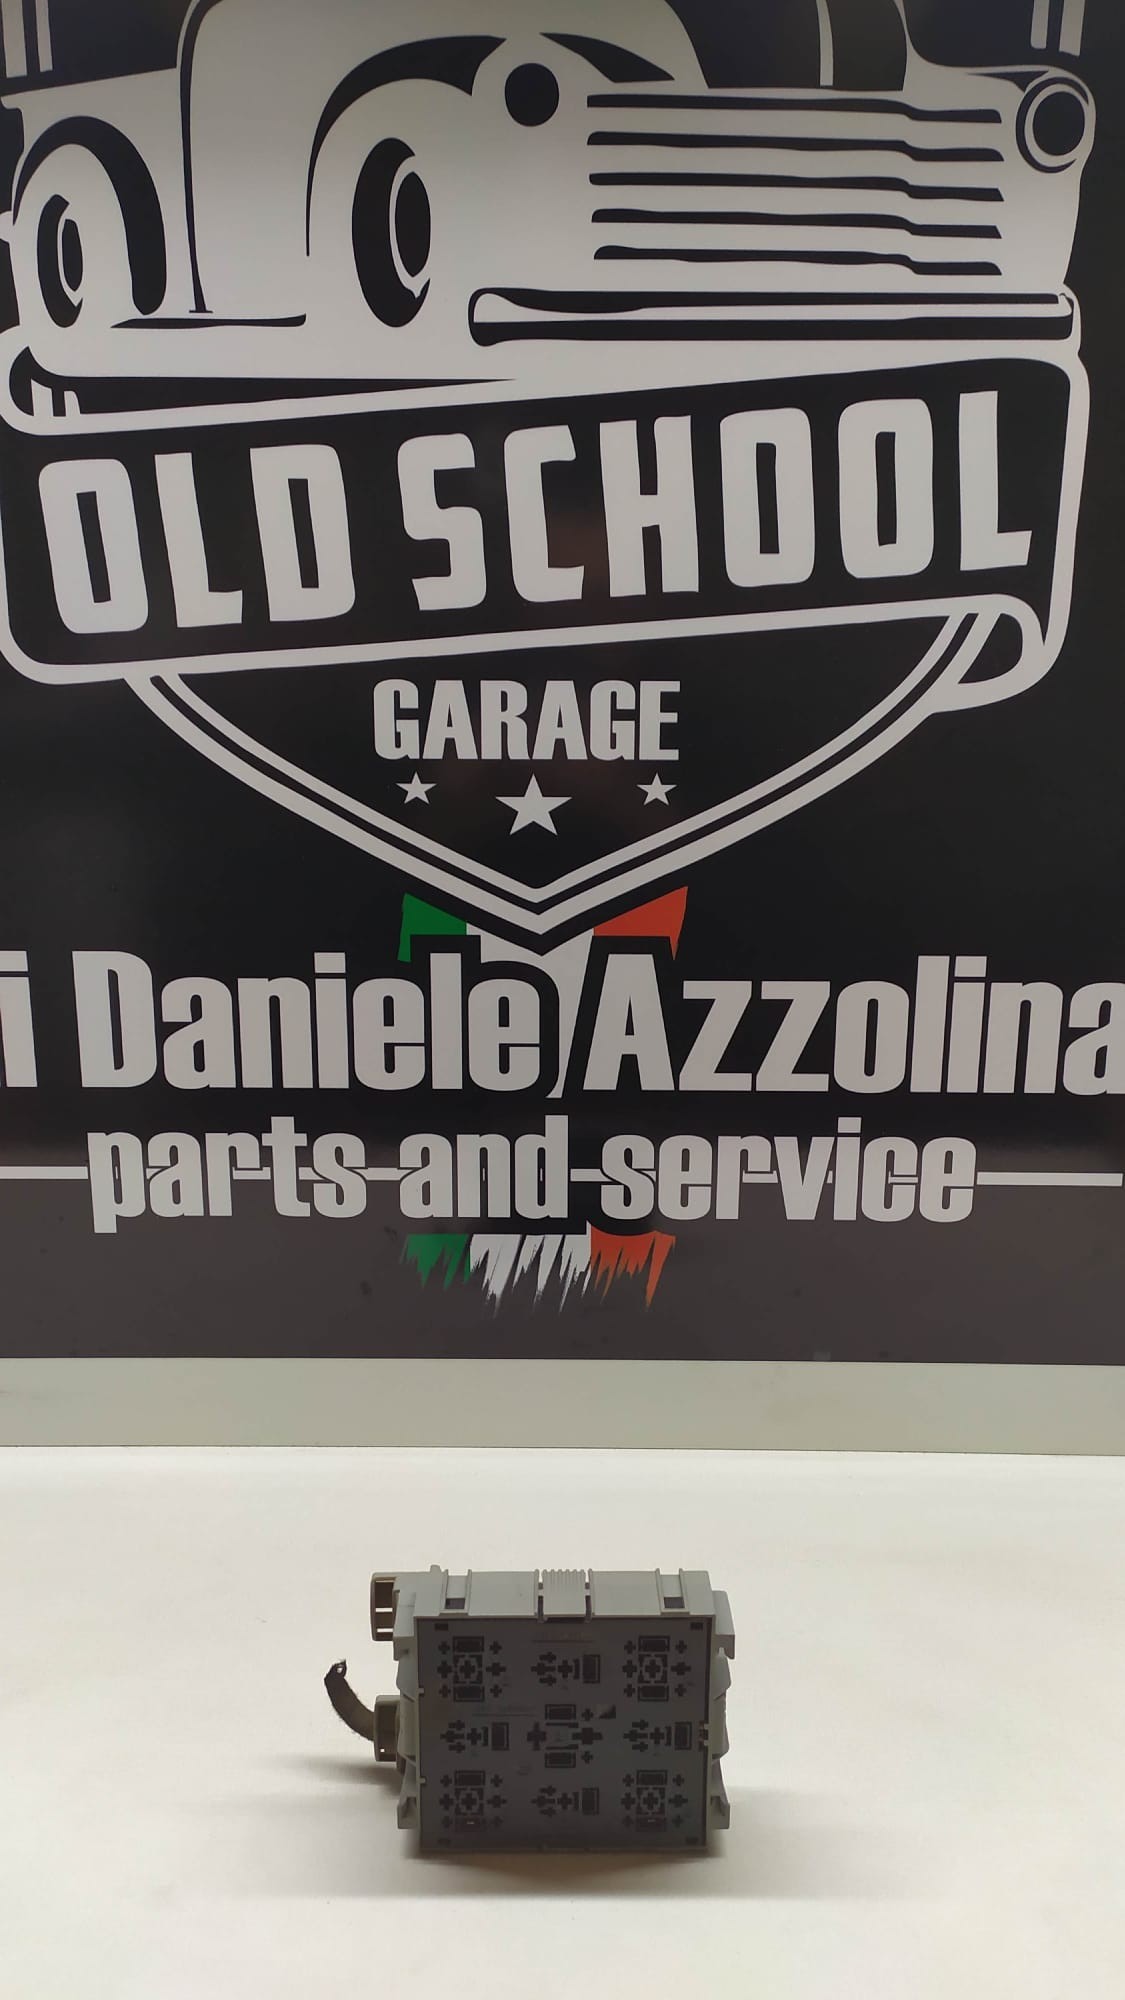 OLD SCHOOL
GARAGE
i Daniele Azzolina
parts and service